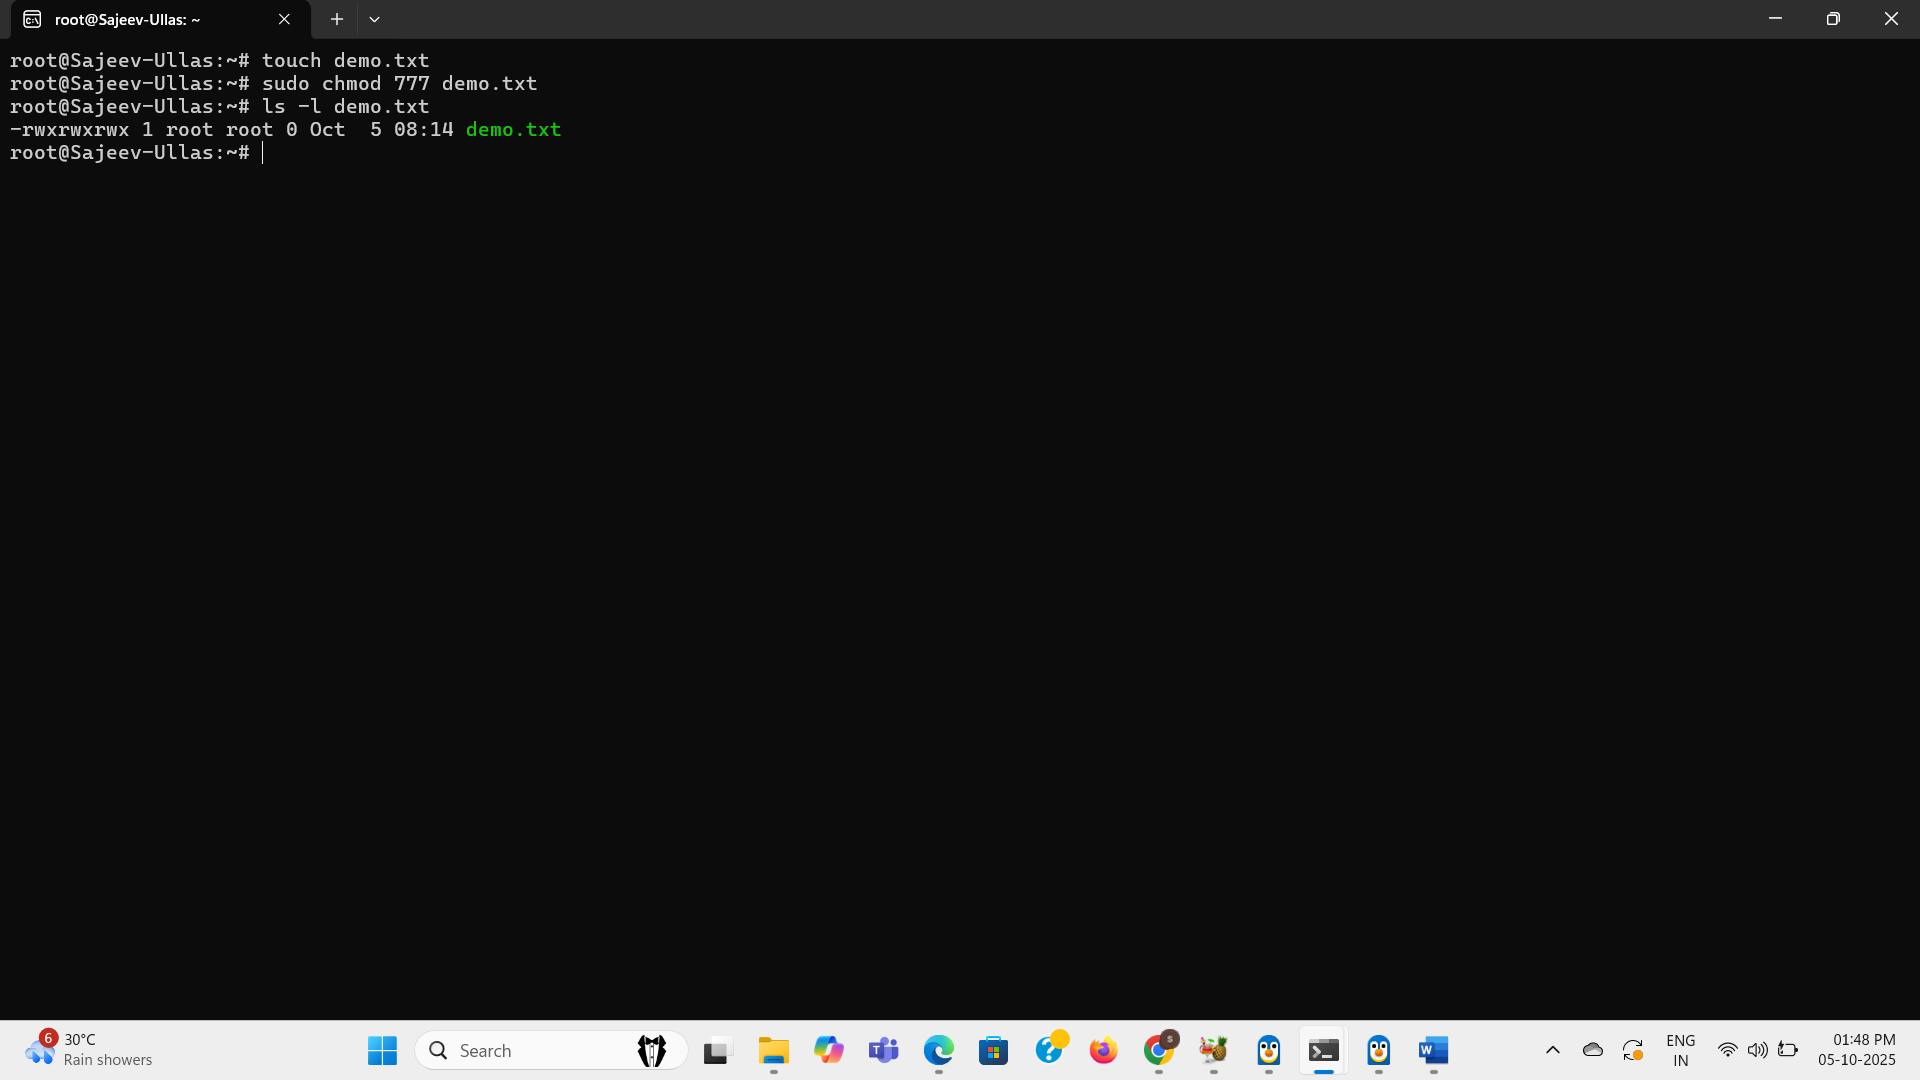 root@Sajeev-Ullas: ~
root@Sajeev-Ullas:~# touch demo.txt
root@Sajeev-Ullas:~# sudo chmod 777 demo.txt
root@Sajeev-Ullas:~# ls -l demo.txt
-rwxrwxrwx 1 root root 0 Oct  5 08:14 demo.txt
root@Sajeev-Ullas:~#
6
30°C
Rain showers
Search
S
ENG
IN
01:48 PM
05-10-2025